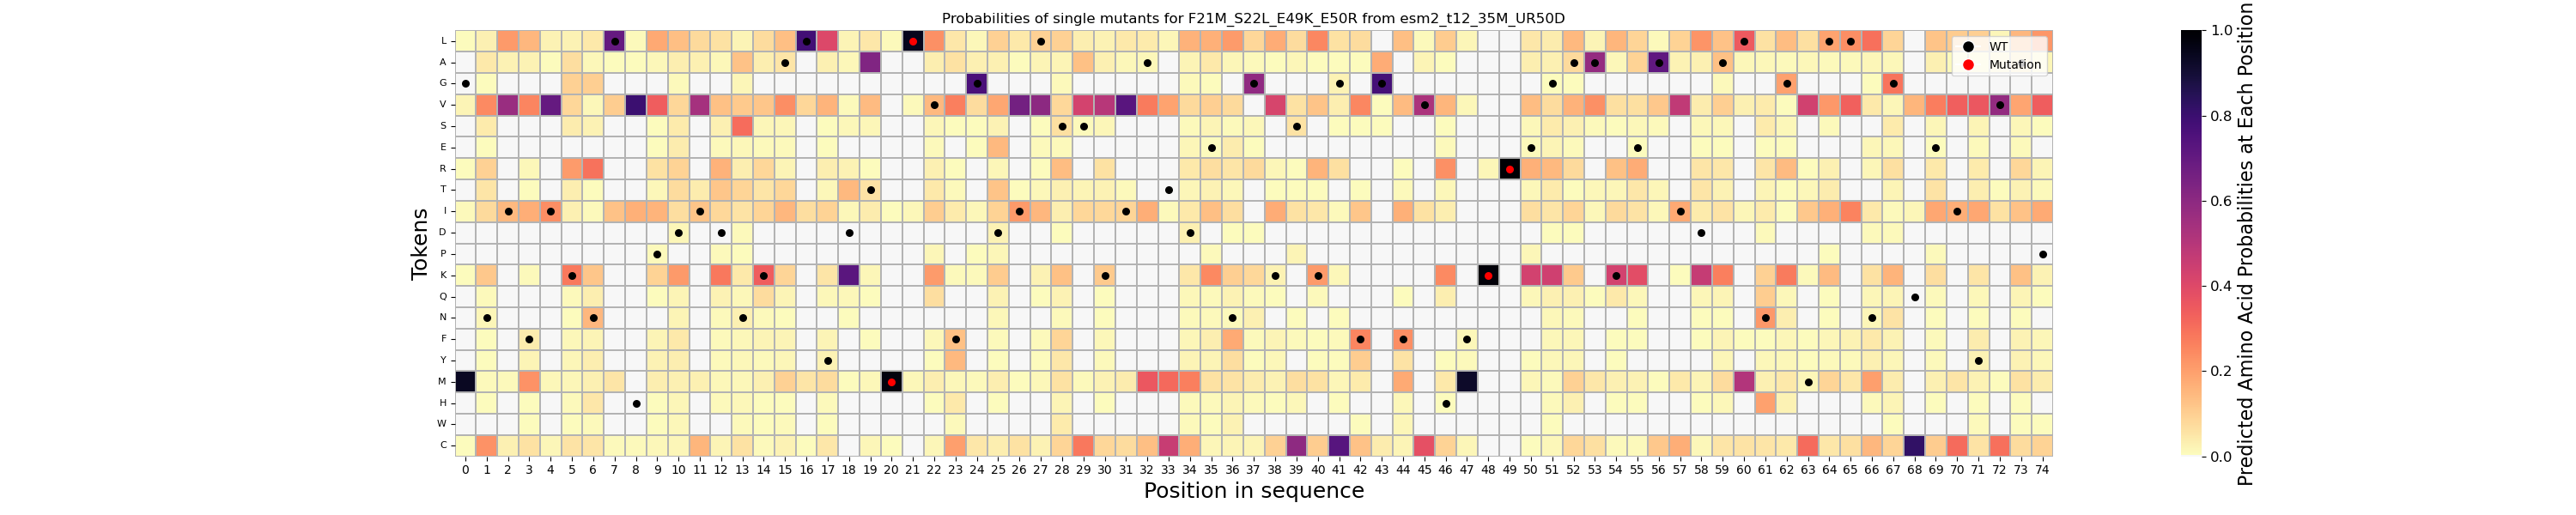 Probabilities of single mutants for F21M_S22L_E49K_E50R from esm2_t12_35M_UR50D
L
A
G
V
S
E
R
T
I
D
P
K
Q
N
F
Y
M
H
W
C
Tokens
0 1 2 3 4 5 6 7 8 9 10 11 12 13 14 15 16 17 18 19 20 21 22 23 24 25 26 27 28 29 30 31 32 33 34 35 36 37 38 39 40 41 42 43 44 45 46 47 48 49 50 51 52 53 54 55 56 57 58 59 60 61 62 63 64 65 66 67 68 69 70 71 72 73 74
Position in sequence
WT
Mutation
1.0
0.8
0.6
0.4
0.2
0.0
Predicted Amino Acid Probabilities at Each Position